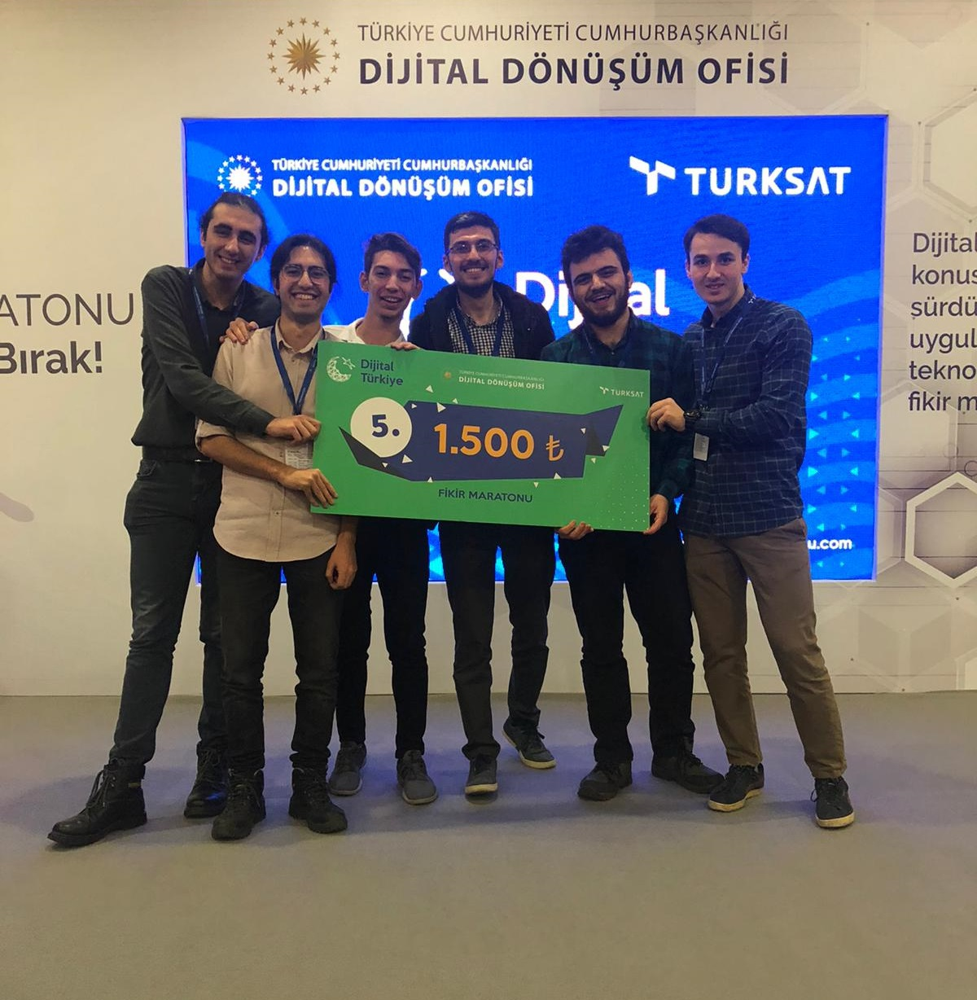 TÜRKİYE CUMHURİYETİ CUMHURBAŞKANLIĞI
DİJİTAL DÖNÜŞÜM OFİSİ
TÜRKİYE CUMHURİYETİ CUMHURBAŞKANLIĞI
DİJİTAL DÖNÜŞÜM OFİSİ
TURKSAT
ATONU
Bırak!
Dijital
Dijital
Türkiye
TÜRKİYE CUMHURİYETİ CUMHURBAŞKANLIĞI
DİJİTAL DÖNÜŞÜM OFİSİ
TURKSAT
5.
1.500 ₺
FİKİR MARATONU
u.com
Dijital
konus
sürdü
uygul
tekno
fikir m